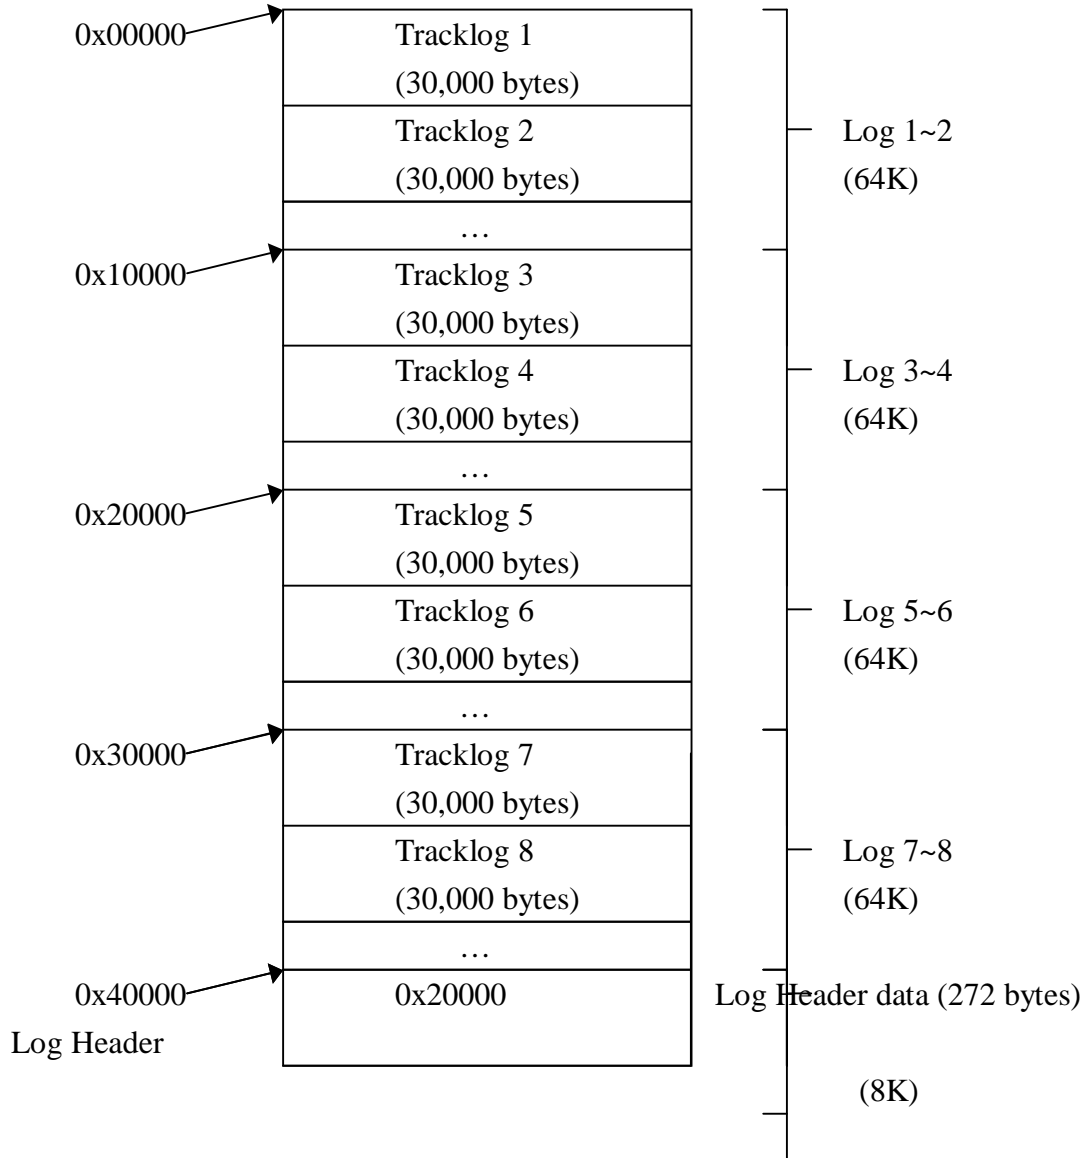 0x00000
Tracklog 1
(30,000 bytes)
Tracklog 2
Log 1~2
(30,000 bytes)
(64K)
…
0x10000
Tracklog 3
(30,000 bytes)
Tracklog 4
Log 3~4
(30,000 bytes)
(64K)
…
0x20000
Tracklog 5
(30,000 bytes)
Tracklog 6
Log 5~6
(30,000 bytes)
(64K)
…
0x30000
Tracklog 7
(30,000 bytes)
Tracklog 8
Log 7~8
(30,000 bytes)
(64K)
…
0x40000
0x20000
Log Header data (272 bytes)
Log Header
(8K)